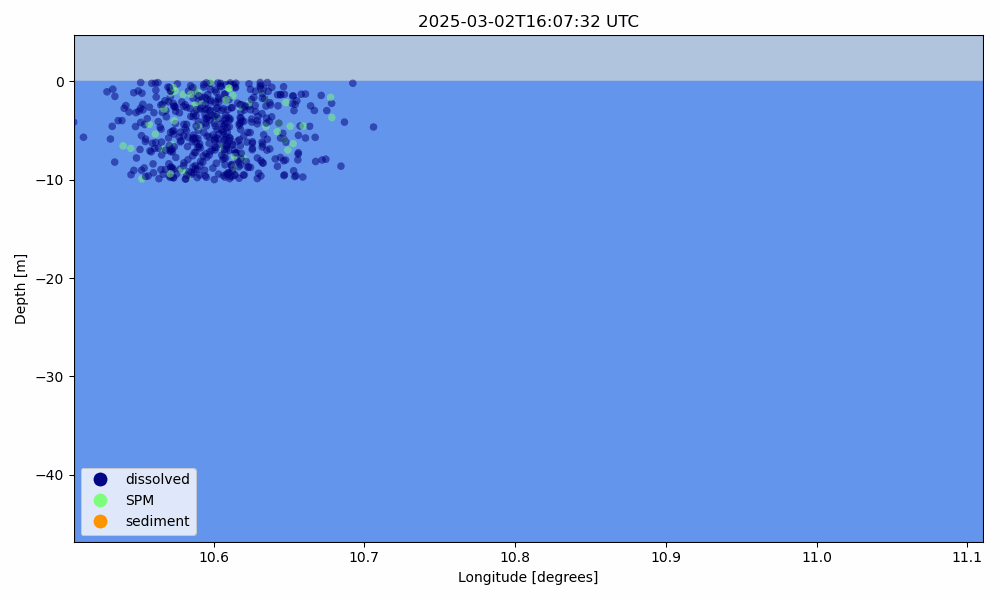 2025-03-02T16:07:32 UTC
0
−10
−20
−30
−40
Depth [m]
dissolved
SPM
sediment
10.6 10.7 10.8 10.9 11.0 11.1
Longitude [degrees]